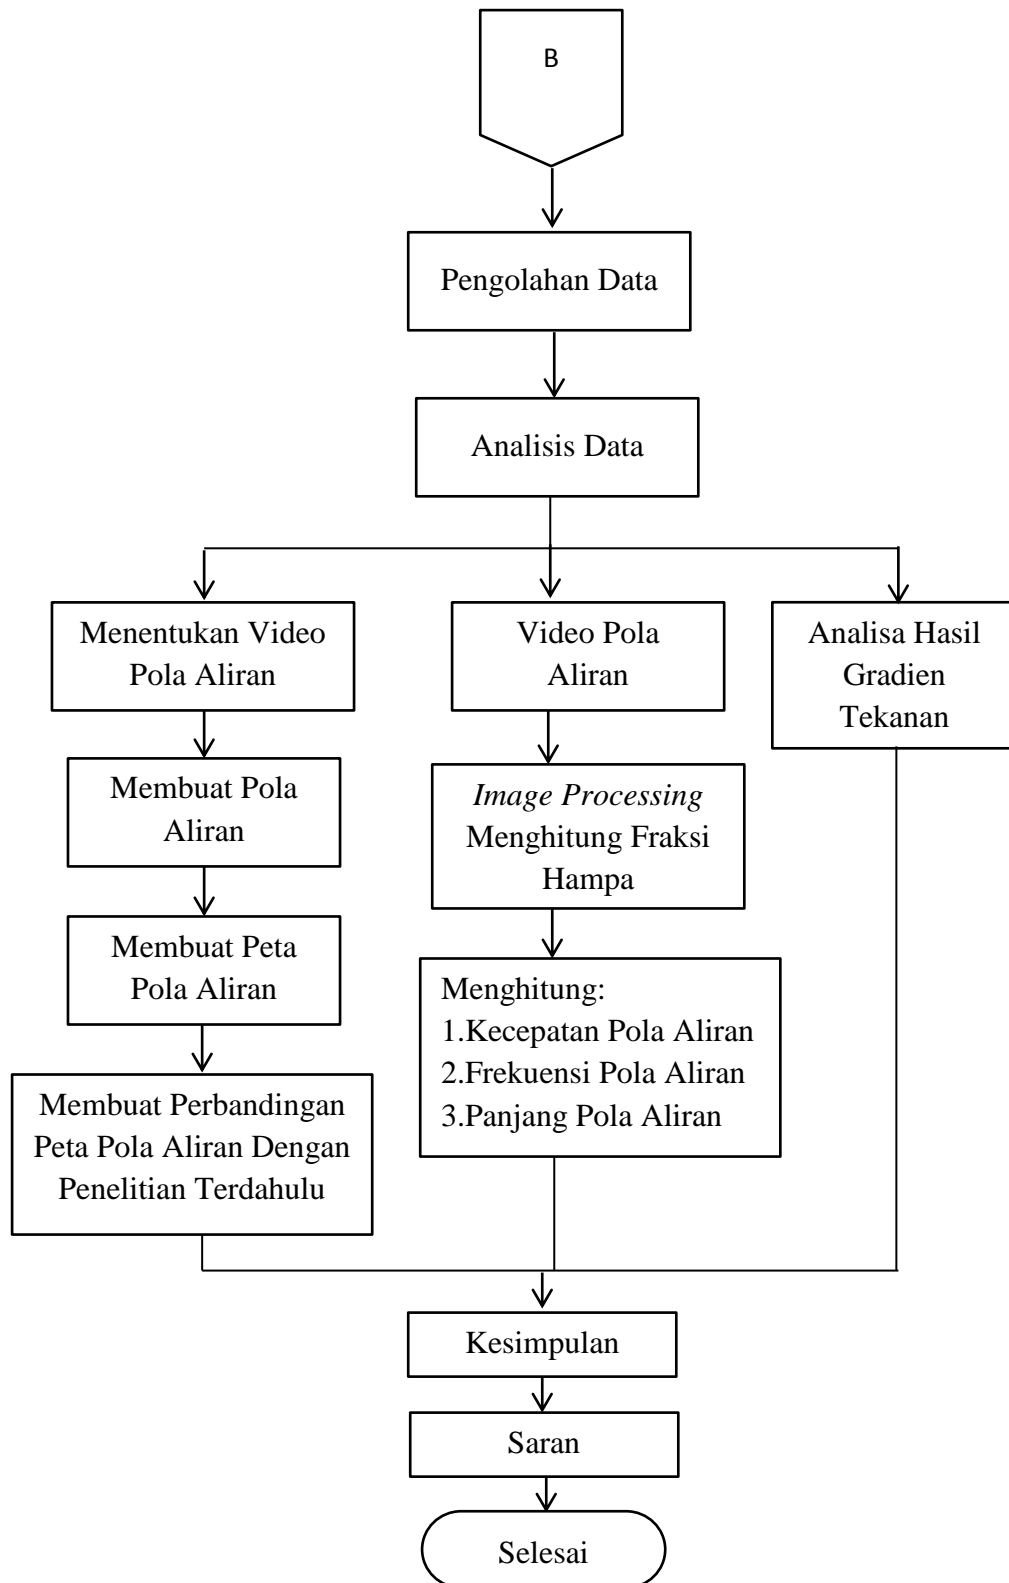 B
Pengolahan Data
Analisis Data
Menentukan Video
Pola Aliran
Membuat Pola
Aliran
Membuat Peta
Pola Aliran
Membuat Perbandingan
Peta Pola Aliran Dengan
Penelitian Terdahulu
Video Pola
Aliran
Image Processing
Menghitung Fraksi
Hampa
Menghitung:
1.Kecepatan Pola Aliran
2.Frekuensi Pola Aliran
3.Panjang Pola Aliran
Analisa Hasil
Gradien
Tekanan
Kesimpulan
Saran
Selesai